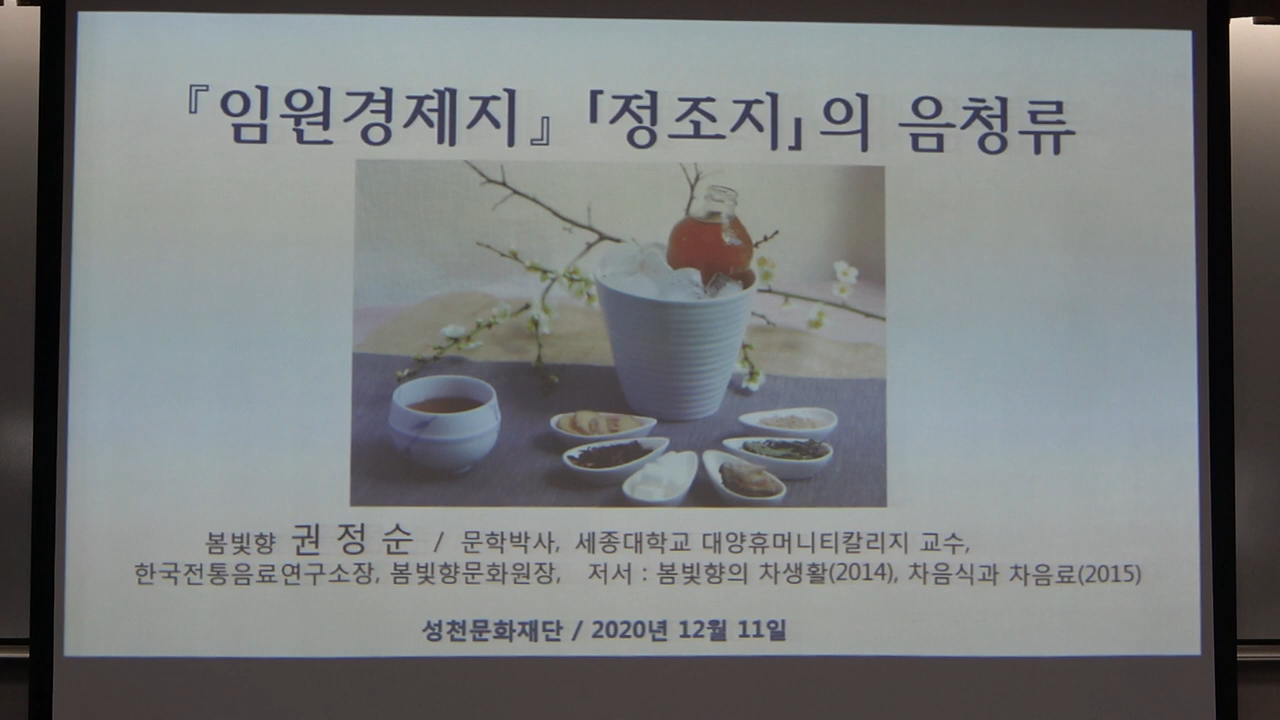 『임원경제지』 「정조지」의 음청류
봄빛향 권 정 순 / 문학박사, 세종대학교 대양휴머니티칼리지 교수,
한국전통음료연구소장, 봄빛향문화원장, 저서 : 봄빛향의 차생활(2014), 차음식과 차음료(2015)
성천문화재단 / 2020년 12월 11일